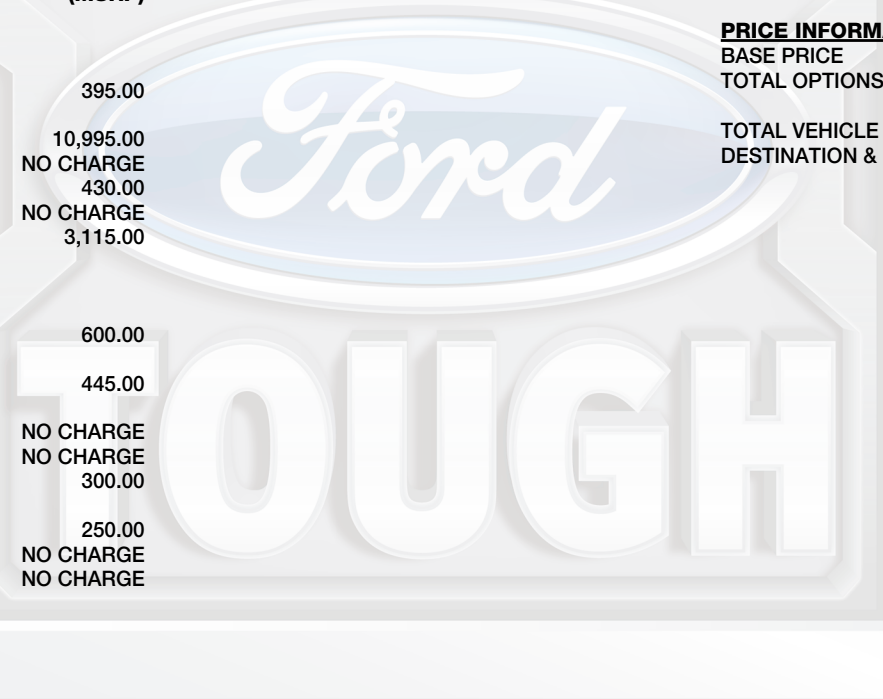 395.00
10,995.00
NO CHARGE
430.00
NO CHARGE
3,115.00
600.00
445.00
NO CHARGE
NO CHARGE
300.00
250.00
NO CHARGE
NO CHARGE
PRICE
BASE PRICE
TOTAL OPTIONS
TOTAL VEHICLE
DESTINATION &
Ford
TOUGH